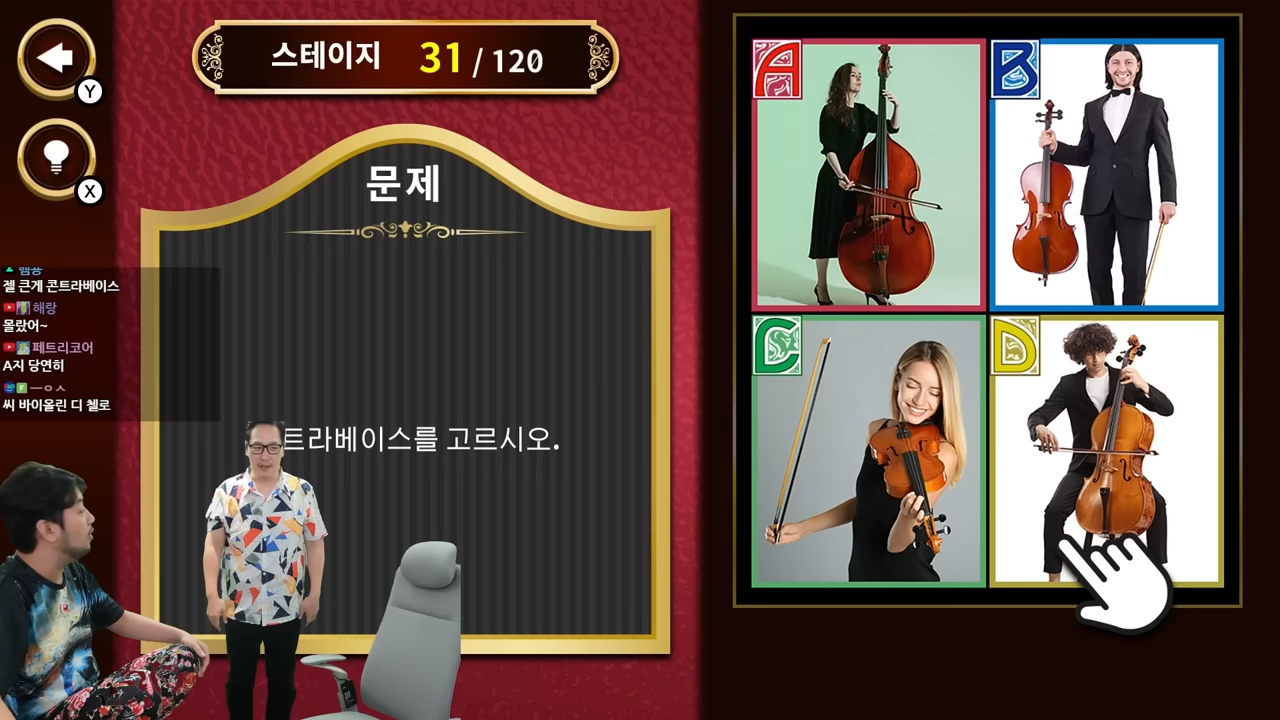 Y
X
스테이지 31 / 120
문제
트라베이스를 고르시오.
A
B
C
D
젤 큰게 콘트라베이스
해랑
몰랐어~
페트리코어
A지 당연히
ㅡㅇㅅ
씨 바이올린 디 첼로